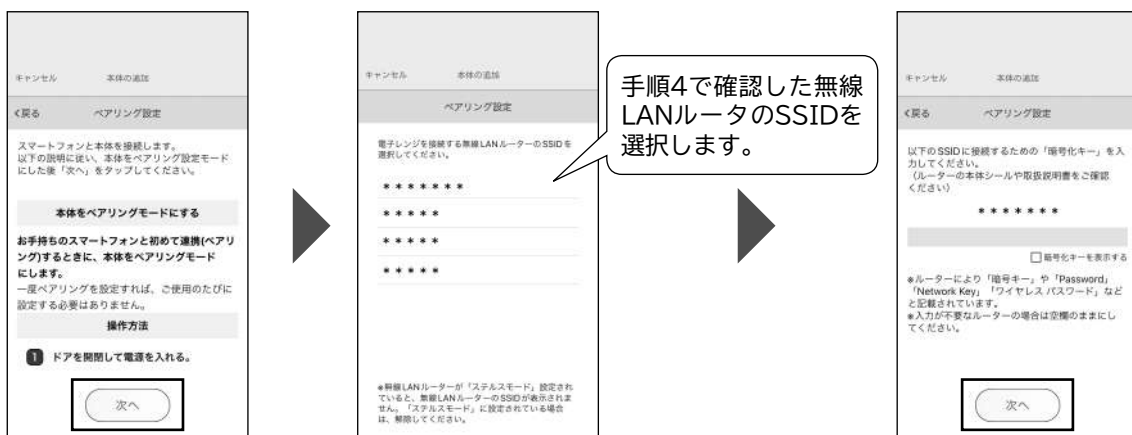 キャンセル 本体の追加
<戻る ペアリング設定
スマートフォンと本体を接続します。
以下の説明に従い、本体をペアリング設定モード
にした後「次へ」をタップしてください。
本体をペアリングモードにする
お手持ちのスマートフォンと初めて連携(ペアリ
ング)するときに、本体をペアリングモード
にします。
一度ペアリングを設定すれば、ご使用のたびに
設定する必要はありません。
操作方法
1 ドアを開閉して電源を入れる。
次へ
キャンセル 本体の追加
ペアリング設定
電子レンジを接続する無線LANルーターのSSIDを
選択してください。
*******
*****
*****
*****
※無線LANルーターが「ステルスモード」設定され
ていると、無線LANルーターのSSIDが表示されま
せん。「ステルスモード」に設定されている場合
は、解除してください。
手順4で確認した無線
LANルータのSSIDを
選択します。
キャンセル 本体の追加
<戻る ペアリング設定
以下のSSIDに接続するための「暗号化キー」を入
力してください。
(ルーターの本体シールや取扱説明書をご確認
ください)
*******
暗号化キーを表示する
※ルーターにより「暗号キー」や「Password」
「Network Key」「ワイヤレス パスワード」など
と記載されています。
※入力が不要なルーターの場合は空欄のままにし
てください。
次へ